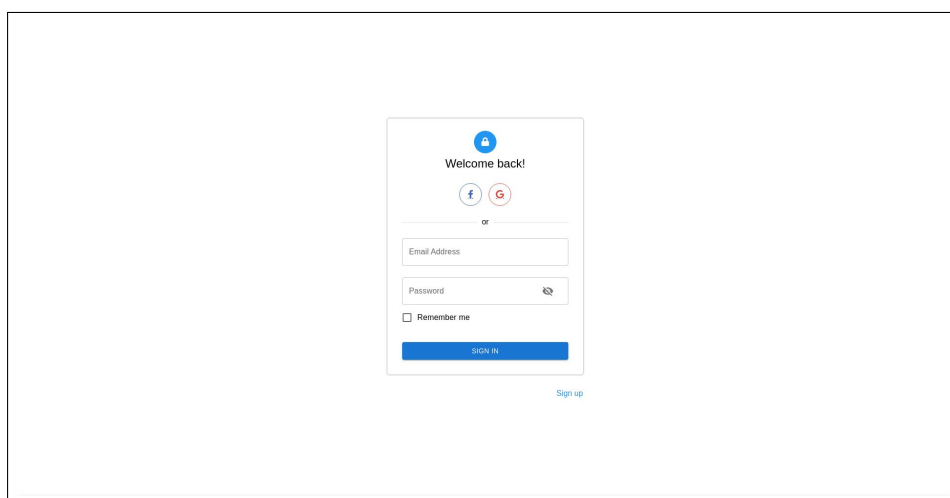 Welcome back!
f G
or
Email Address
Password
Remember me
SIGN IN
Sign up